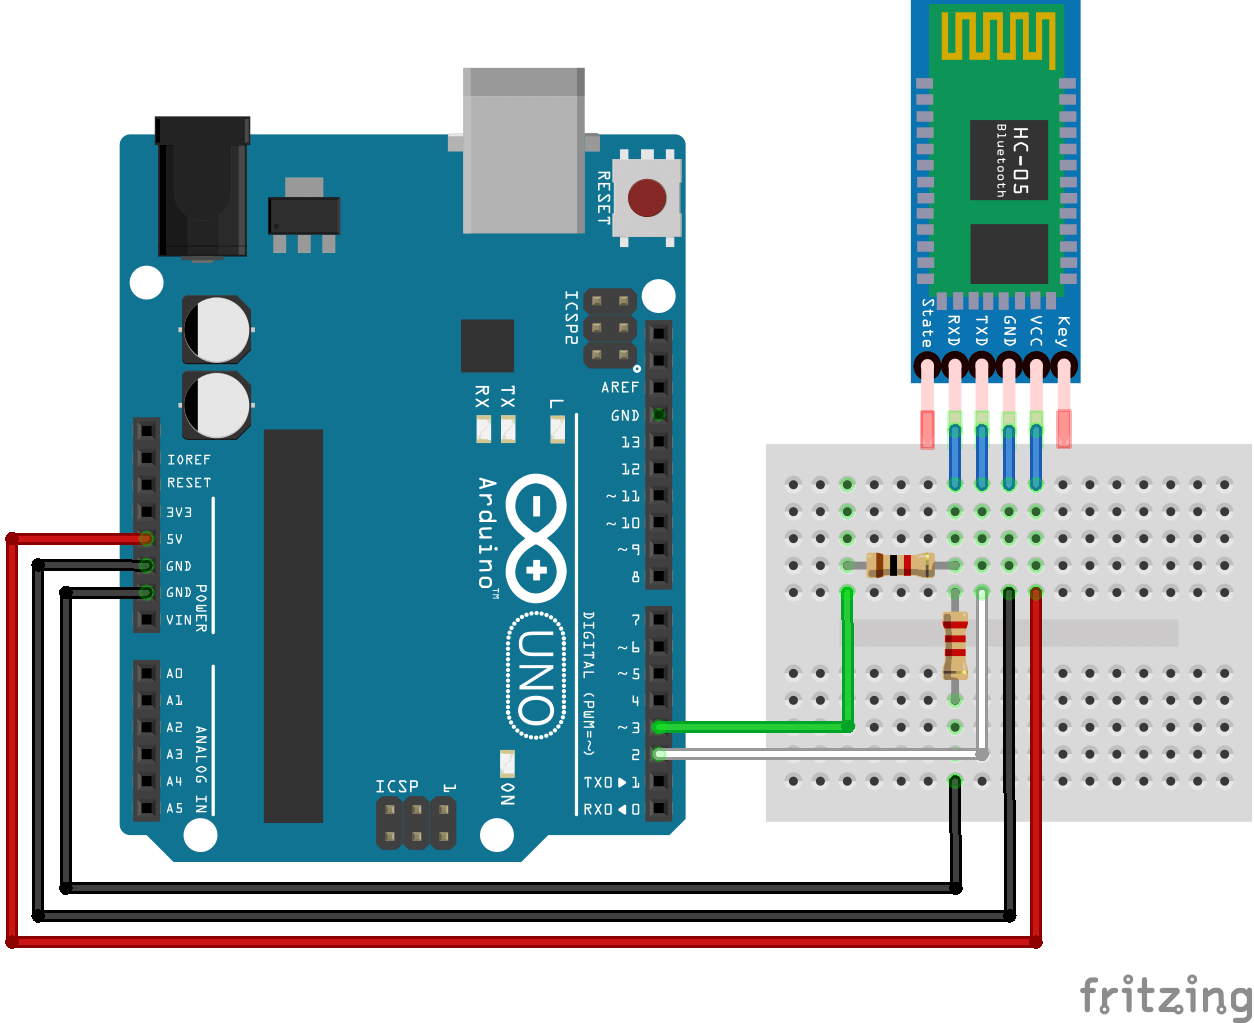 HC-05
Bluetooth
State
RXD
TXD
GND
VCC
Key
RESET
ICSP2
AREF
GND
13
12
~11
~10
~9
8
7
~6
~5
4
~3
2
TX0▶1
RX0◀0
DIGITAL (PWM=~)
RX
TX
L
Arduino™
UNO
IOREF
RESET
3V3
5V
GND
GND
VIN
POWER
A0
A1
A2
A3
A4
A5
ANALOG IN
ICSP
1
ON
fritzing